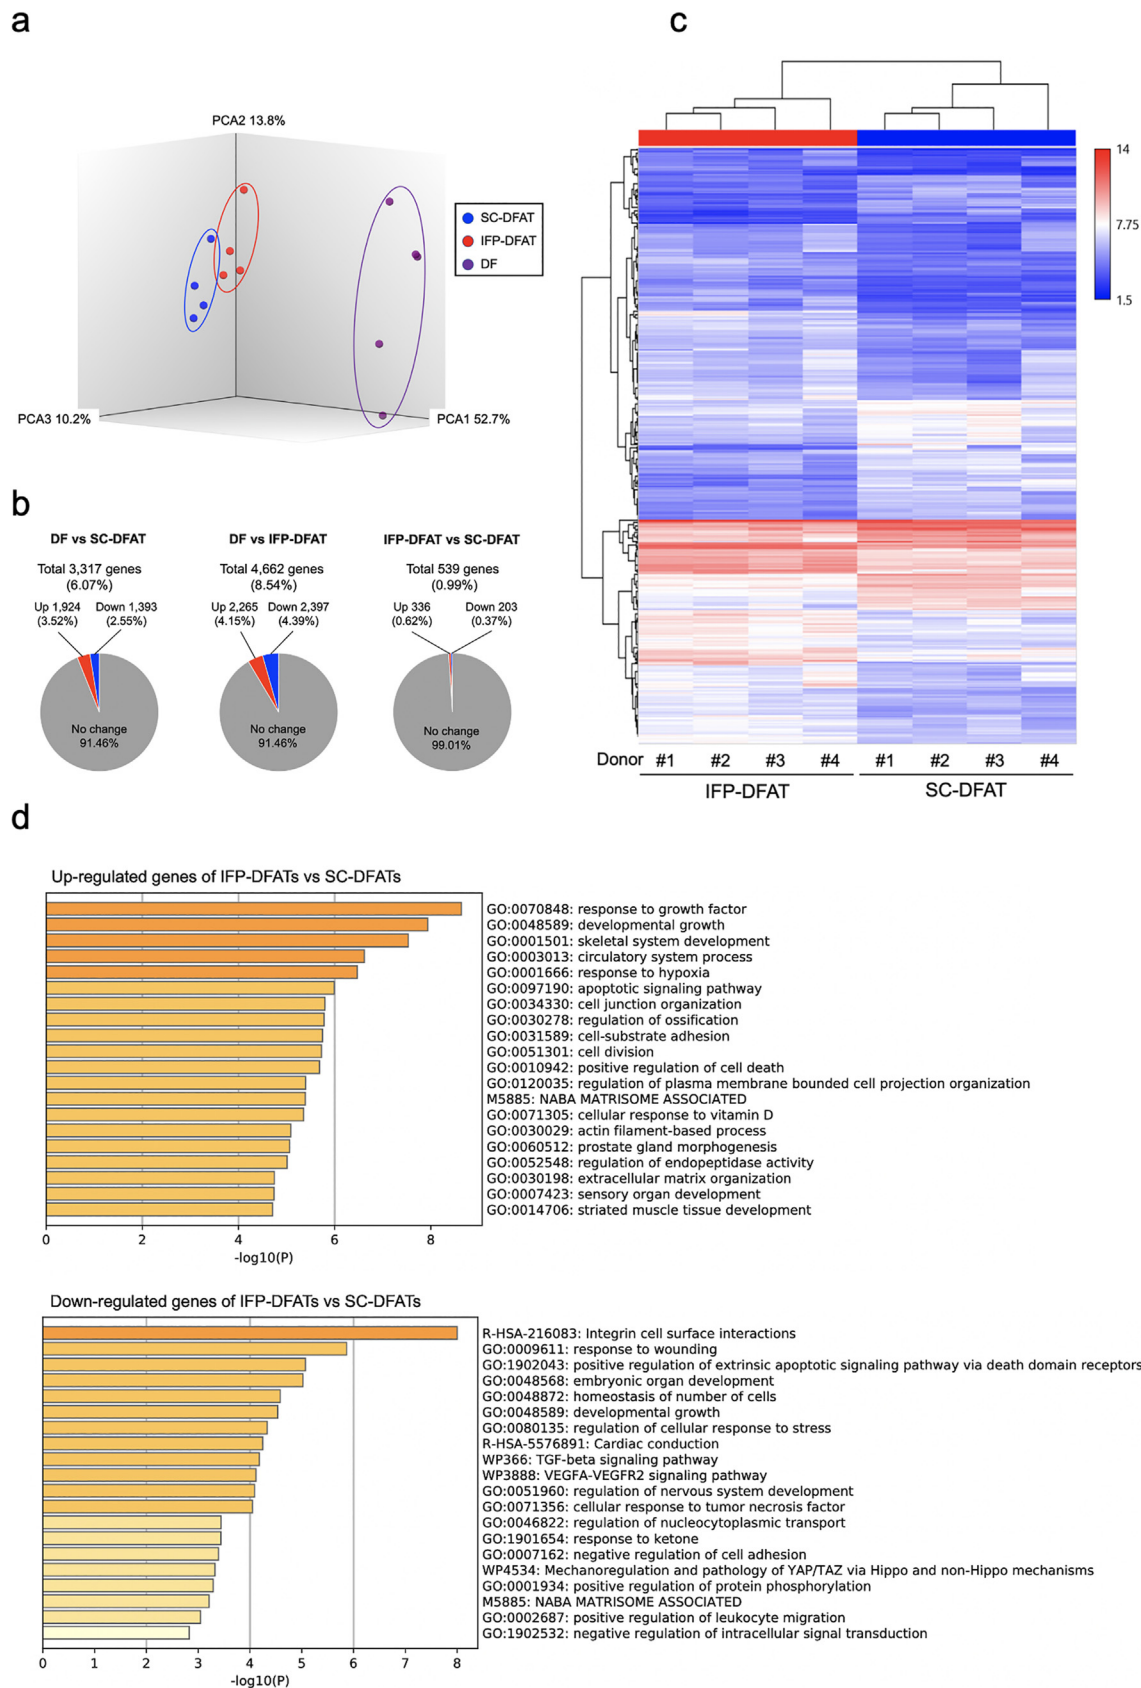 a
PCA2 13.8%
SC-DFAT
IFP-DFAT
DF
PCA3 10.2%
PCA1 52.7%
b
DF vs SC-DFAT
Total 3,317 genes
(6.07%)
Up 1,924
(3.52%)
Down 1,393
(2.55%)
No change
91.46%
DF vs IFP-DFAT
Total 4,662 genes
(8.54%)
Up 2,265
(4.15%)
Down 2,397
(4.39%)
No change
91.46%
IFP-DFAT vs SC-DFAT
Total 539 genes
(0.99%)
Up 336
(0.62%)
Down 203
(0.37%)
No change
99.01%
c
14
7.75
1.5
Donor #1 #2 #3 #4 #1 #2 #3 #4
IFP-DFAT SC-DFAT
d
Up-regulated genes of IFP-DFATs vs SC-DFATs
GO:0070848: response to growth factor
GO:0048589: developmental growth
GO:0001501: skeletal system development
GO:0003013: circulatory system process
GO:0001666: response to hypoxia
GO:0097190: apoptotic signaling pathway
GO:0034330: cell junction organization
GO:0030278: regulation of ossification
GO:0031589: cell-substrate adhesion
GO:0051301: cell division
GO:0010942: positive regulation of cell death
GO:0120035: regulation of plasma membrane bounded cell projection organization
M5885: NABA MATRISOME ASSOCIATED
GO:0071305: cellular response to vitamin D
GO:0030029: actin filament-based process
GO:0060512: prostate gland morphogenesis
GO:0052548: regulation of endopeptidase activity
GO:0030198: extracellular matrix organization
GO:0007423: sensory organ development
GO:0014706: striated muscle tissue development
0 2 4 6 8
-log10(P)
Down-regulated genes of IFP-DFATs vs SC-DFATs
R-HSA-216083: Integrin cell surface interactions
GO:0009611: response to wounding
GO:1902043: positive regulation of extrinsic apoptotic signaling pathway via death domain receptors
GO:0048568: embryonic organ development
GO:0048872: homeostasis of number of cells
GO:0048589: developmental growth
GO:0080135: regulation of cellular response to stress
R-HSA-5576891: Cardiac conduction
WP366: TGF-beta signaling pathway
WP3888: VEGFA-VEGFR2 signaling pathway
GO:0051960: regulation of nervous system development
GO:0071356: cellular response to tumor necrosis factor
GO:0046822: regulation of nucleocytoplasmic transport
GO:1901654: response to ketone
GO:0007162: negative regulation of cell adhesion
WP4534: Mechanoregulation and pathology of YAP/TAZ via Hippo and non-Hippo mechanisms
GO:0001934: positive regulation of protein phosphorylation
M5885: NABA MATRISOME ASSOCIATED
GO:0002687: positive regulation of leukocyte migration
GO:1902532: negative regulation of intracellular signal transduction
0 1 2 3 4 5 6 7 8
-log10(P)